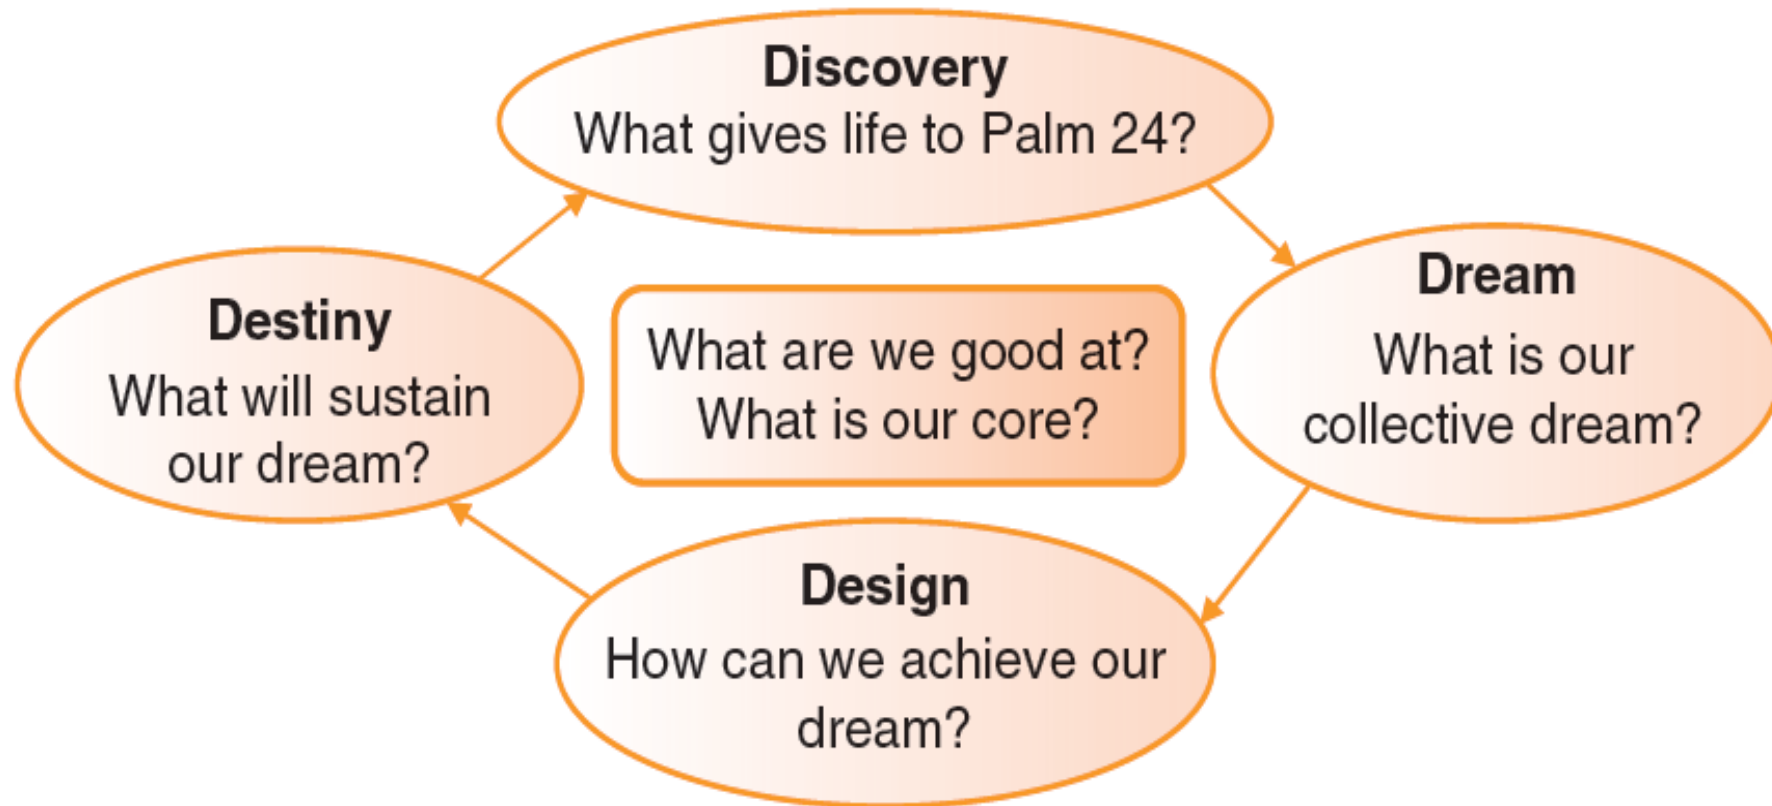 Discovery
What gives life to Palm 24?
Dream
What is our
collective dream?
Destiny
What will sustain
our dream?
What are we good at?
What is our core?
Design
How can we achieve our
dream?